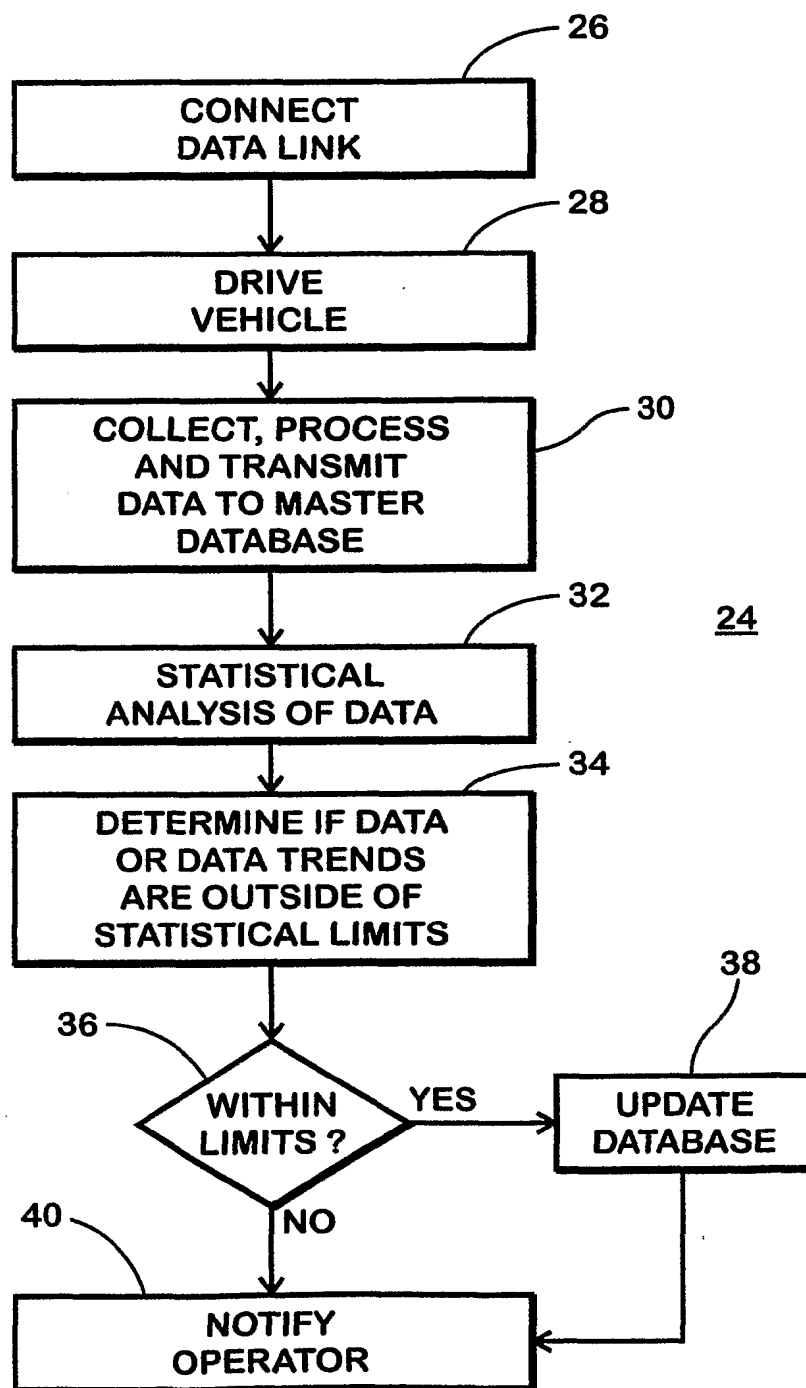 26
CONNECT
DATA LINK
28
DRIVE
VEHICLE
30
COLLECT, PROCESS
AND TRANSMIT
DATA TO MASTER
DATABASE
32
24
STATISTICAL
ANALYSIS OF DATA
34
DETERMINE IF DATA
OR DATA TRENDS
ARE OUTSIDE OF
STATISTICAL LIMITS
36
38
WITHIN
LIMITS ?
YES
UPDATE
DATABASE
NO
40
NOTIFY
OPERATOR